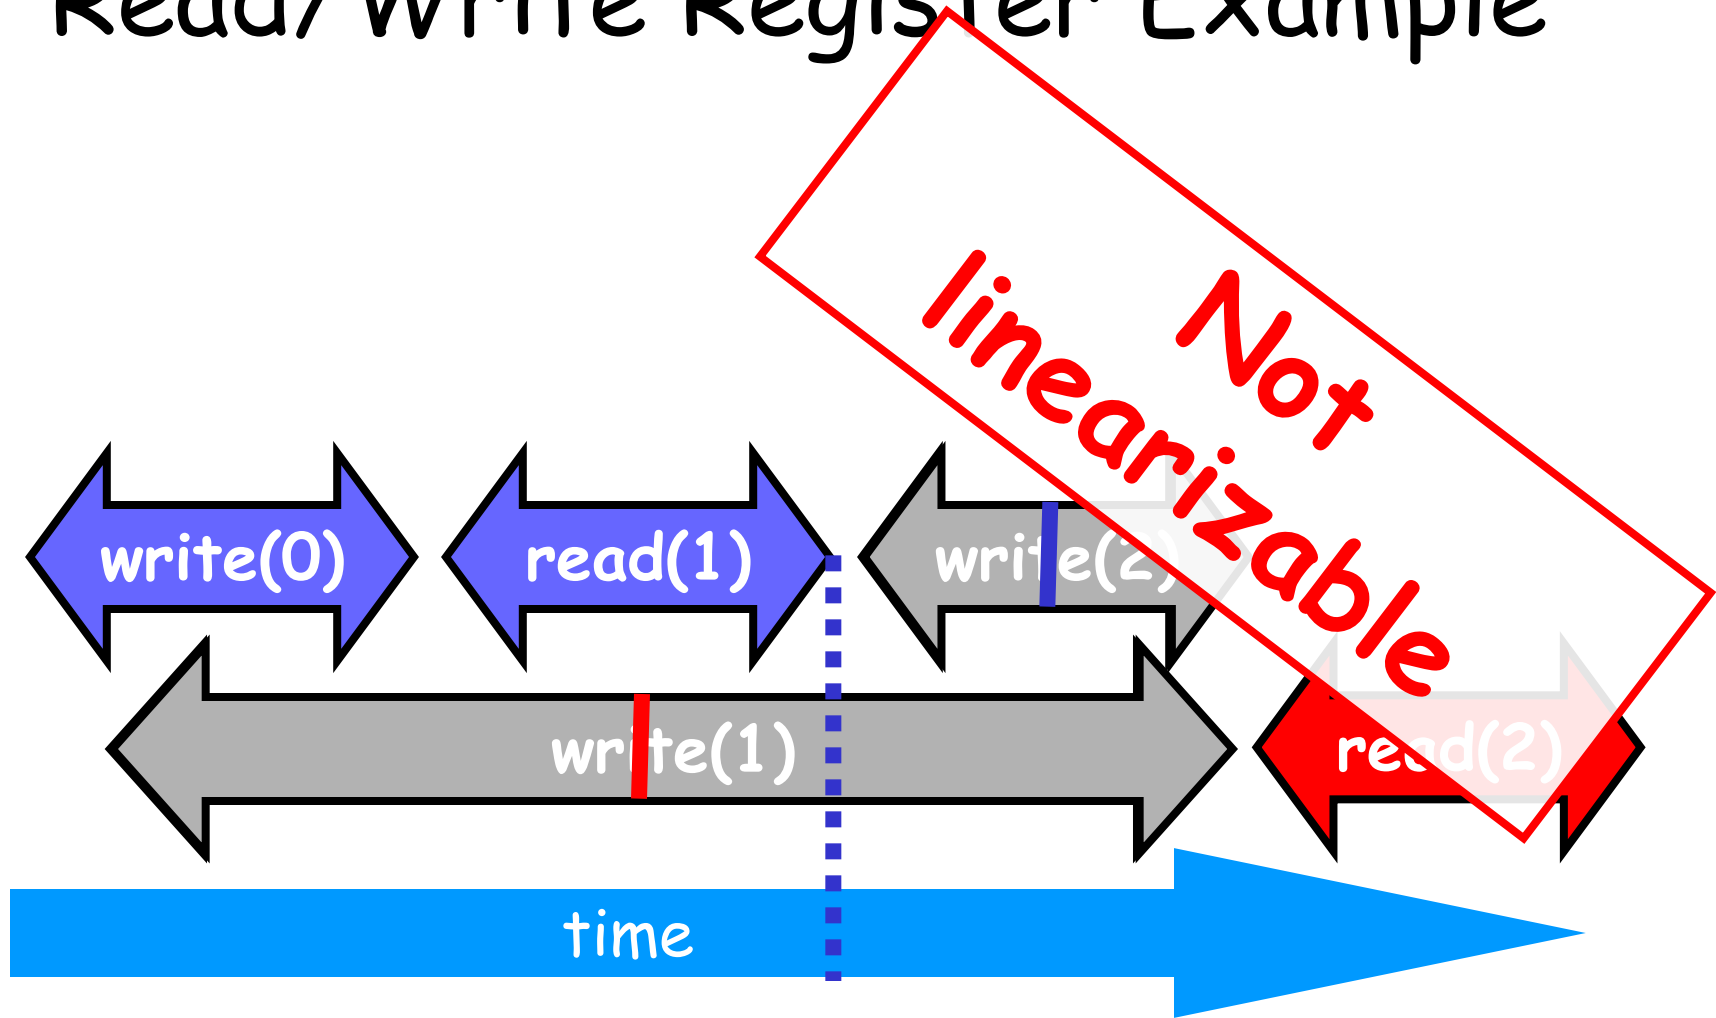 Read/Write Register Example
Not
linearizable
write(0)
read(1)
write(2)
write(1)
read(2)
time